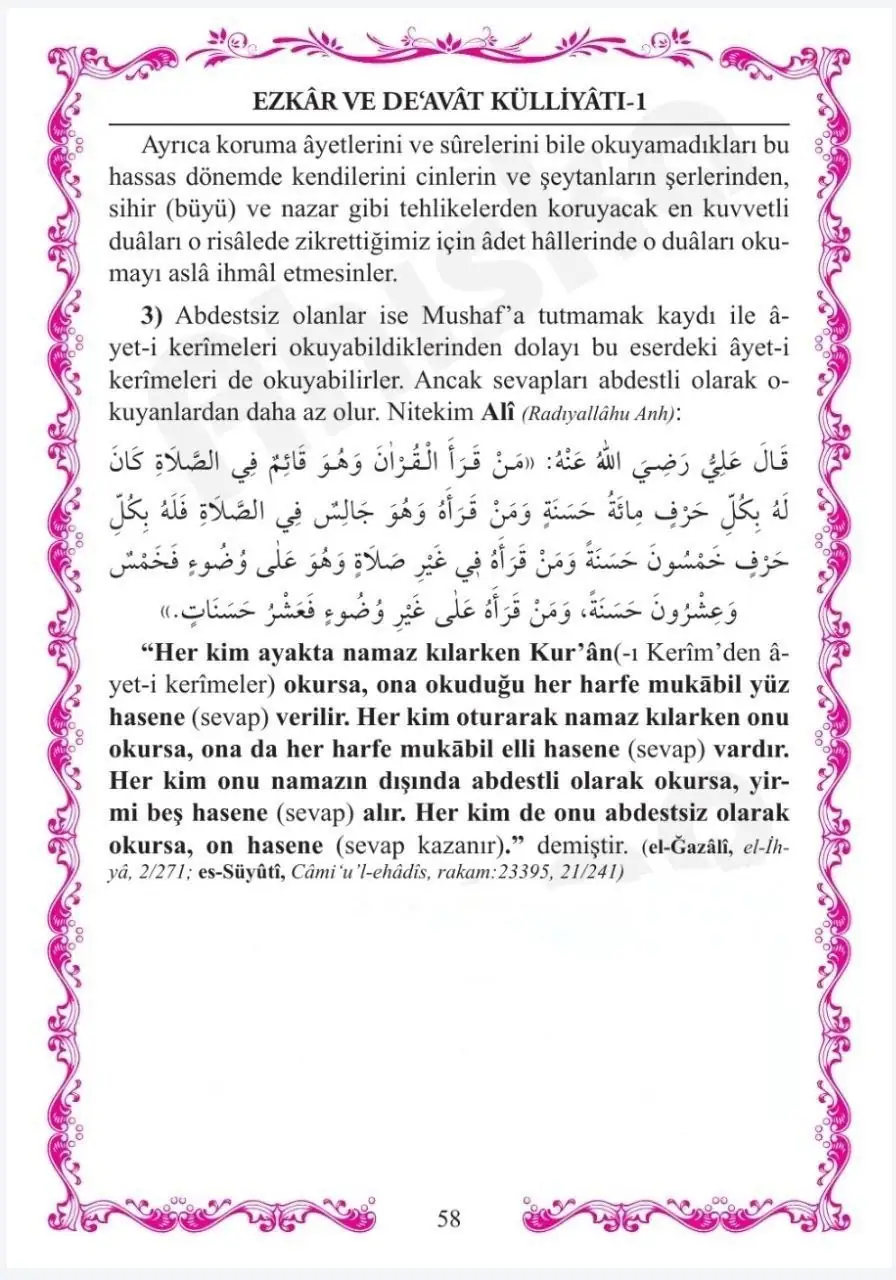 EZKÂR VE DE‘AVÂT KÜLLİYÂTI-1
Ayrıca koruma âyetlerini ve sûrelerini bile okuyamadıkları bu
hassas dönemde kendilerini cinlerin ve şeytanların şerlerinden,
sihir (büyü) ve nazar gibi tehlikelerden koruyacak en kuvvetli
duâları o risâlede zikrettiğimiz için âdet hâllerinde o duâları oku-
mayı aslâ ihmâl etmesinler.
3) Abdestsiz olanlar ise Mushaf’a tutmamak kaydı ile â-
yet-i kerîmeleri okuyabildiklerinden dolayı bu eserdeki âyet-i
kerîmeleri de okuyabilirler. Ancak sevapları abdestli olarak o-
kuyanlardan daha az olur. Nitekim Alî (Radıyallâhu Anh):
قَالَ عَلِيٌّ رَضِيَ اللّٰهُ عَنْهُ: «مَنْ قَرَأَ الْقُرْاٰنَ وَهُوَ قَائِمٌ فِي الصَّلَاةِ كَانَ
لَهُ بِكُلِّ حَرْفٍ مِائَةُ حَسَنَةٍ وَمَنْ قَرَأَهُ وَهُوَ جَالِسٌ فِي الصَّلَاةِ فَلَهُ بِكُلِّ
حَرْفٍ خَمْسُونَ حَسَنَةً وَمَنْ قَرَأَهُ فِي غَيْرِ صَلَاةٍ وَهُوَ عَلٰى وُضُوءٍ فَخَمْسٌ
وَعِشْرُونَ حَسَنَةً، وَمَنْ قَرَأَهُ عَلٰى غَيْرِ وُضُوءٍ فَعَشْرُ حَسَنَاتٍ.»
“Her kim ayakta namaz kılarken Kur’ân(-ı Kerîm’den â-
yet-i kerîmeler) okursa, ona okuduğu her harfe mukābil yüz
hasene (sevap) verilir. Her kim oturarak namaz kılarken onu
okursa, ona da her harfe mukābil elli hasene (sevap) vardır.
Her kim onu namazın dışında abdestli olarak okursa, yir-
mi beş hasene (sevap) alır. Her kim de onu abdestsiz olarak
okursa, on hasene (sevap kazanır).” demiştir. (el-Ğazâlî, el-İh-
yâ, 2/271; es-Süyûtî, Câmi‘u’l-ehâdîs, rakam:23395, 21/241)
58